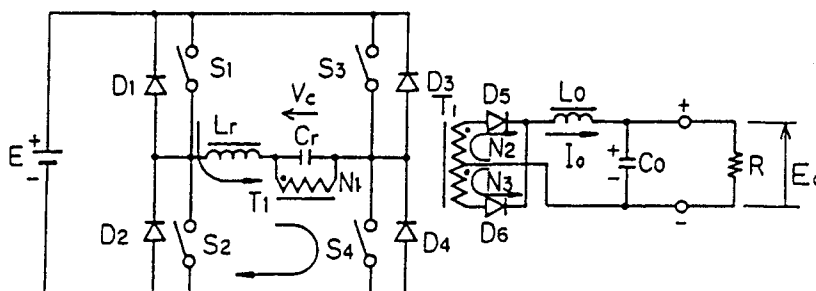 S1
S3
D1
D3
Vc
T1
D5
Lo
Lr
Cr
+
E
+
-
N2
Io
+
-
Co
R
N1
T1
N3
D2
S2
S4
D4
D6
-